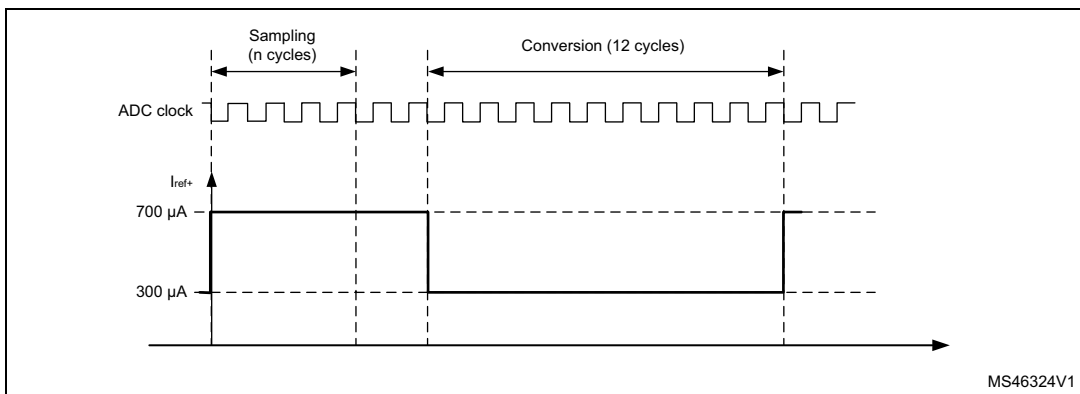 Sampling
(n cycles)
Conversion (12 cycles)
ADC clock
Iref+
700 µA
300 µA
MS46324V1